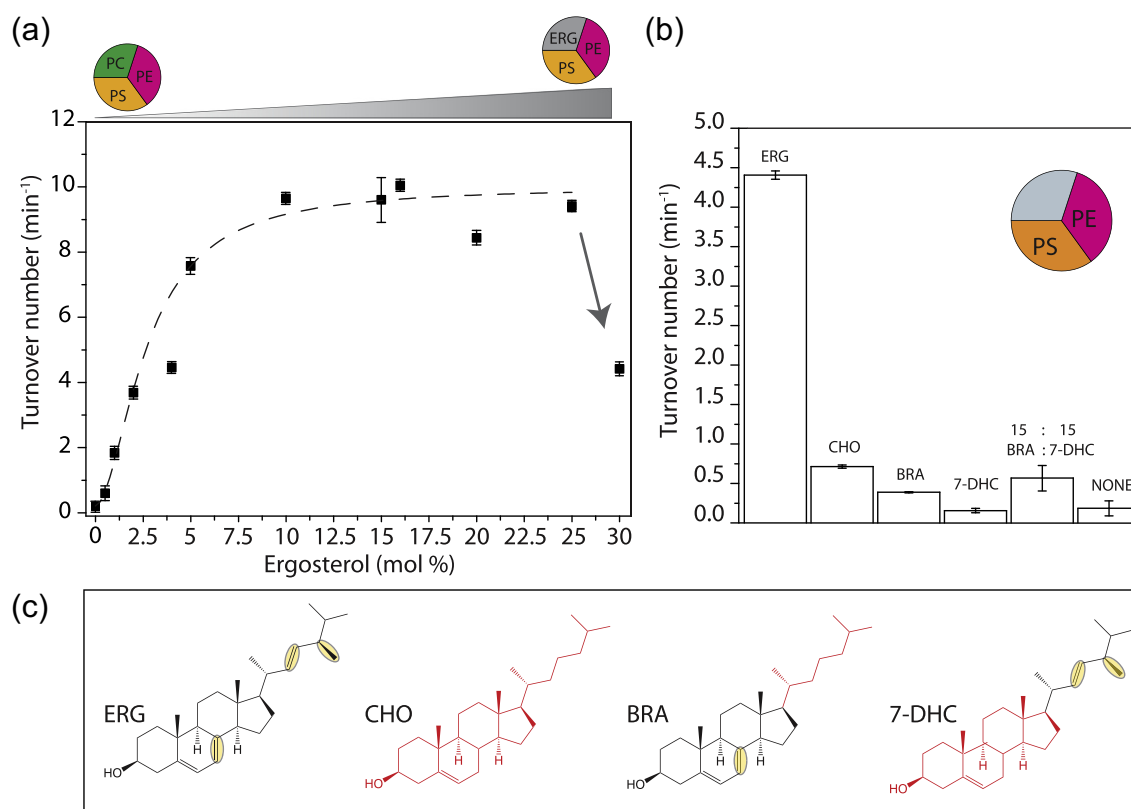 (a)
PC
PE
PS
ERG
PE
PS
Turnover number (min⁻¹)
12
10
8
6
4
2
0
0 2.5 5 7.5 10 12.5 15 17.5 20 22.5 25 30
Ergosterol (mol %)
(b)
Turnover number (min⁻¹)
5.0
4.5
4.0
3.5
3.0
2.5
2.0
1.5
1.0
0.5
0.0
ERG
CHO
BRA
7-DHC
15 : 15
BRA : 7-DHC
NONE
PE
PS
(c)
ERG
HO
H
H
CHO
HO
H
H
BRA
HO
H
H
7-DHC
HO
H
H